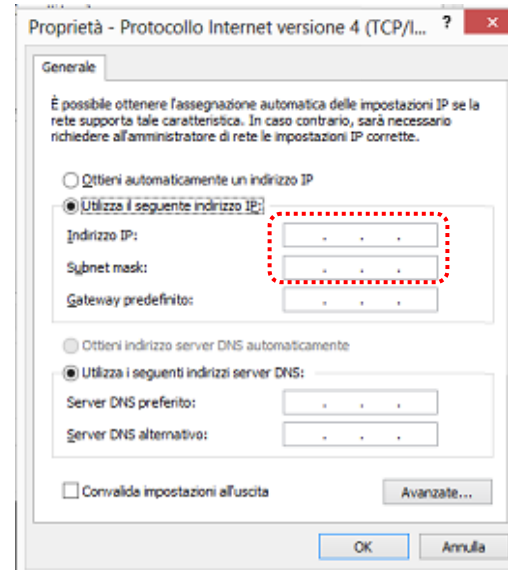 Proprietà - Protocollo Internet versione 4 (TCP/I... ? ×
Generale
È possibile ottenere l'assegnazione automatica delle impostazioni IP se la
rete supporta tale caratteristica. In caso contrario, sarà necessario
richiedere all'amministratore di rete le impostazioni IP corrette.
Ottieni automaticamente un indirizzo IP
Utilizza il seguente indirizzo IP:
Indirizzo IP: . . .
Subnet mask: . . .
Gateway predefinito: . . .
Ottieni indirizzo server DNS automaticamente
Utilizza i seguenti indirizzi server DNS:
Server DNS preferito: . . .
Server DNS alternativo: . . .
Convalida impostazioni all'uscita
Avanzate...
OK Annulla